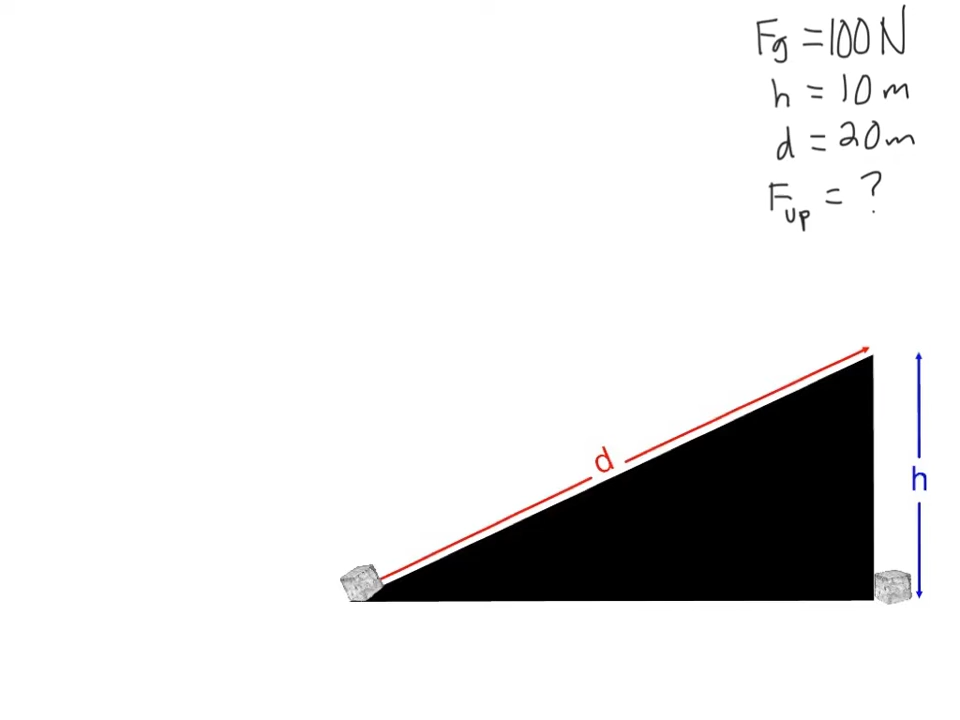 Fg = 100 N
h = 10 m
d = 20 m
Fup = ?
d
h